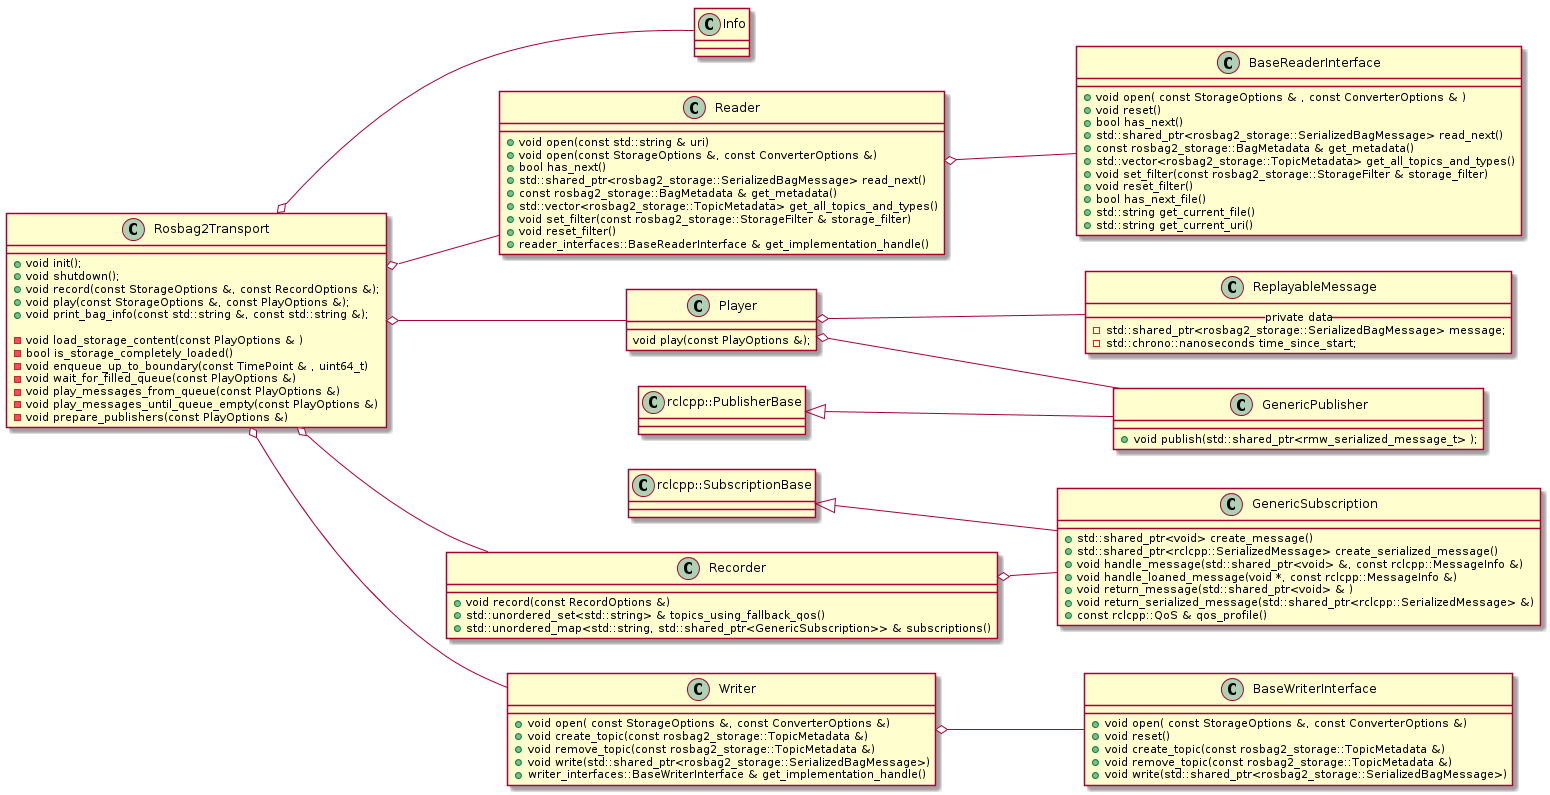 C Info
C Reader
void open(const std::string & uri)
void open(const StorageOptions &, const ConverterOptions &)
bool has_next()
std::shared_ptr<rosbag2_storage::SerializedBagMessage> read_next()
const rosbag2_storage::BagMetadata & get_metadata()
std::vector<rosbag2_storage::TopicMetadata> get_all_topics_and_types()
void set_filter(const rosbag2_storage::StorageFilter & storage_filter)
void reset_filter()
reader_interfaces::BaseReaderInterface & get_implementation_handle()
C BaseReaderInterface
void open( const StorageOptions & , const ConverterOptions & )
void reset()
bool has_next()
std::shared_ptr<rosbag2_storage::SerializedBagMessage> read_next()
const rosbag2_storage::BagMetadata & get_metadata()
std::vector<rosbag2_storage::TopicMetadata> get_all_topics_and_types()
void set_filter(const rosbag2_storage::StorageFilter & storage_filter)
void reset_filter()
bool has_next_file()
std::string get_current_file()
std::string get_current_uri()
C Rosbag2Transport
void init();
void shutdown();
void record(const StorageOptions &, const RecordOptions &);
void play(const StorageOptions &, const PlayOptions &);
void print_bag_info(const std::string &, const std::string &);
void load_storage_content(const PlayOptions & )
bool is_storage_completely_loaded()
void enqueue_up_to_boundary(const TimePoint & , uint64_t)
void wait_for_filled_queue(const PlayOptions &)
void play_messages_from_queue(const PlayOptions &)
void play_messages_until_queue_empty(const PlayOptions &)
void prepare_publishers(const PlayOptions &)
C Player
void play(const PlayOptions &);
C ReplayableMessage
private data
std::shared_ptr<rosbag2_storage::SerializedBagMessage> message;
std::chrono::nanoseconds time_since_start;
C rclcpp::PublisherBase
C GenericPublisher
void publish(std::shared_ptr<rmw_serialized_message_t> );
C rclcpp::SubscriptionBase
C GenericSubscription
std::shared_ptr<void> create_message()
std::shared_ptr<rclcpp::SerializedMessage> create_serialized_message()
void handle_message(std::shared_ptr<void> &, const rclcpp::MessageInfo &)
void handle_loaned_message(void *, const rclcpp::MessageInfo &)
void return_message(std::shared_ptr<void> & )
void return_serialized_message(std::shared_ptr<rclcpp::SerializedMessage> &)
const rclcpp::QoS & qos_profile()
C Recorder
void record(const RecordOptions &)
std::unordered_set<std::string> & topics_using_fallback_qos()
std::unordered_map<std::string, std::shared_ptr<GenericSubscription>> & subscriptions()
C Writer
void open( const StorageOptions &, const ConverterOptions &)
void create_topic(const rosbag2_storage::TopicMetadata &)
void remove_topic(const rosbag2_storage::TopicMetadata &)
void write(std::shared_ptr<rosbag2_storage::SerializedBagMessage>)
writer_interfaces::BaseWriterInterface & get_implementation_handle()
C BaseWriterInterface
void open( const StorageOptions &, const ConverterOptions &)
void reset()
void create_topic(const rosbag2_storage::TopicMetadata &)
void remove_topic(const rosbag2_storage::TopicMetadata &)
void write(std::shared_ptr<rosbag2_storage::SerializedBagMessage>)